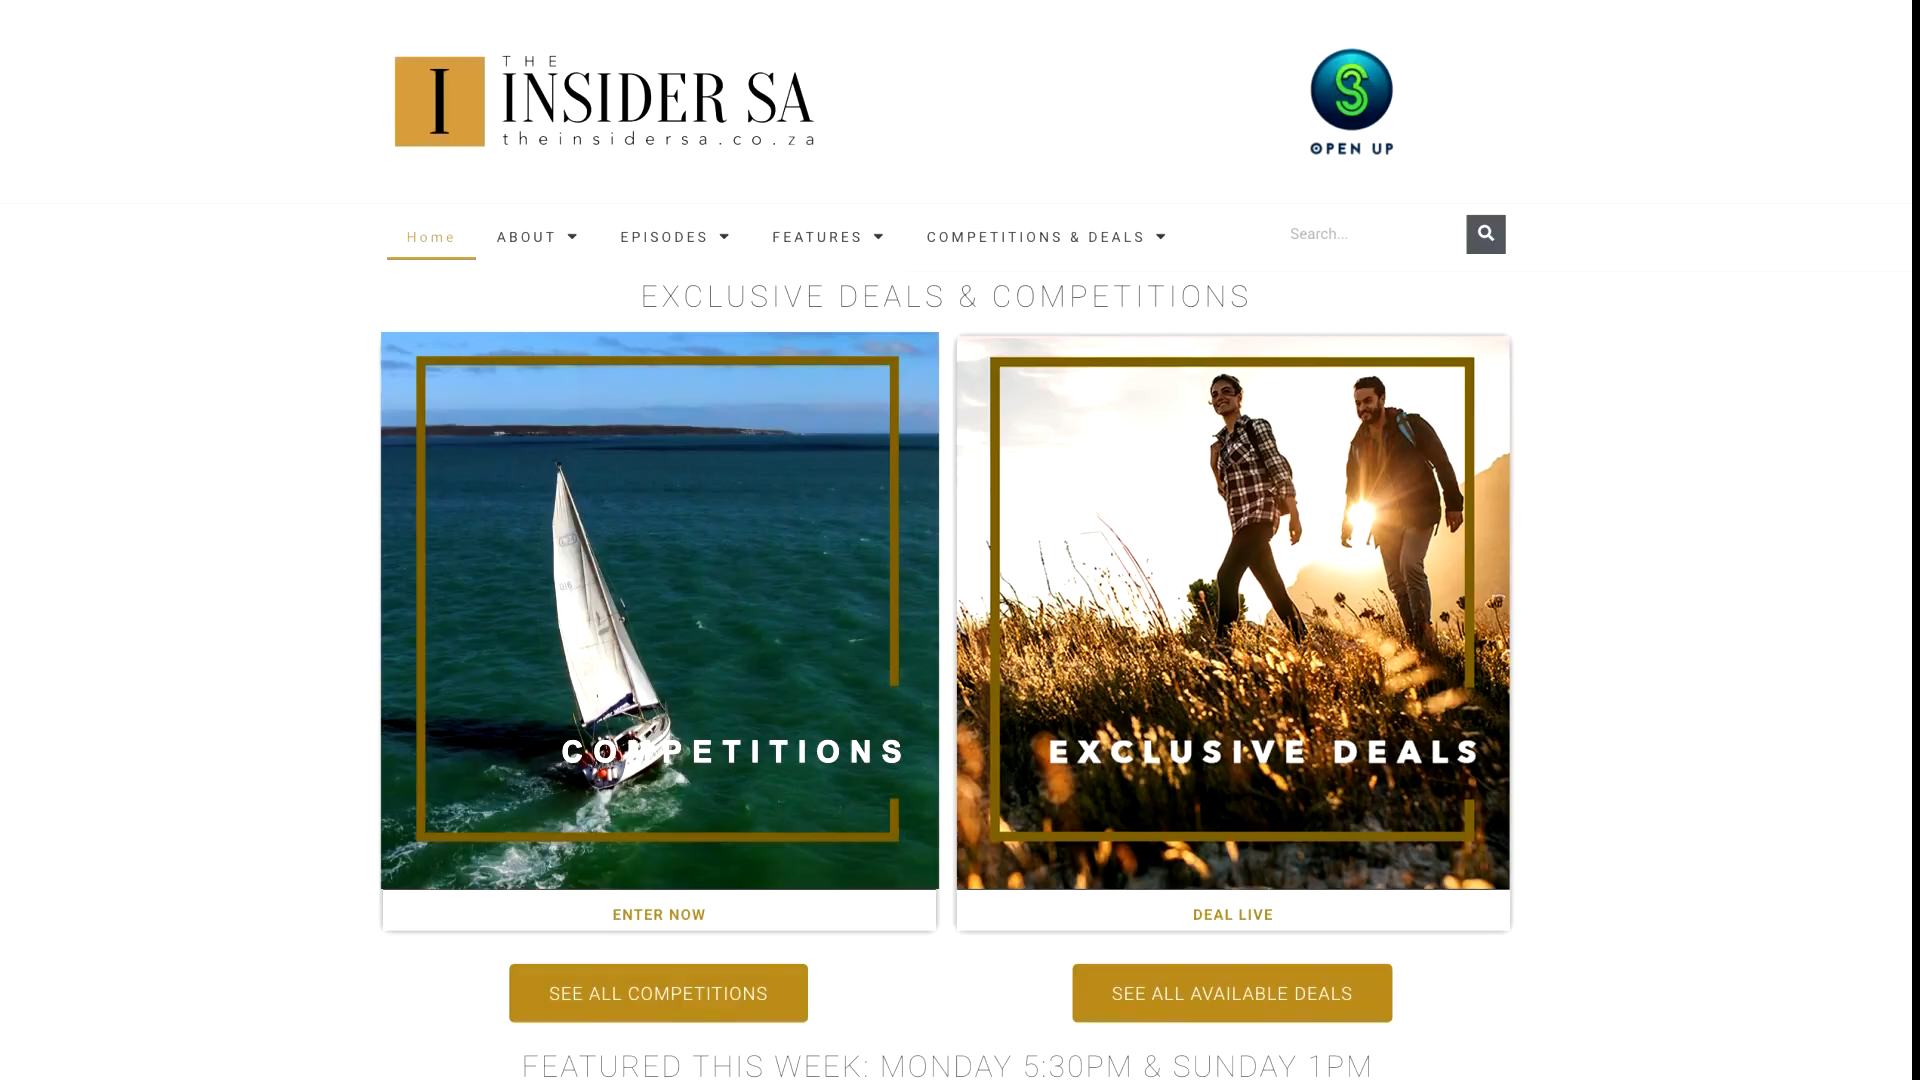 THE
INSIDER SA
theinsidersa.co.za
I
OPEN UP
Home ABOUT EPISODES FEATURES COMPETITIONS & DEALS Search...
EXCLUSIVE DEALS & COMPETITIONS
COMPETITIONS
EXCLUSIVE DEALS
ENTER NOW
DEAL LIVE
SEE ALL COMPETITIONS
SEE ALL AVAILABLE DEALS
FEATURED THIS WEEK: MONDAY 5:30PM & SUNDAY 1PM